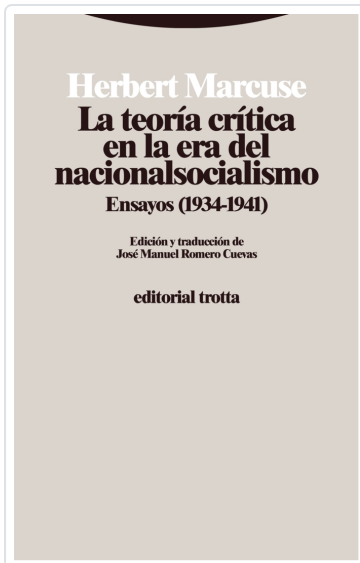 Herbert Marcuse
La teoría crítica
en la era del
nacionalsocialismo
Ensayos (1934-1941)
Edición y traducción de
José Manuel Romero Cuevas
editorial trotta